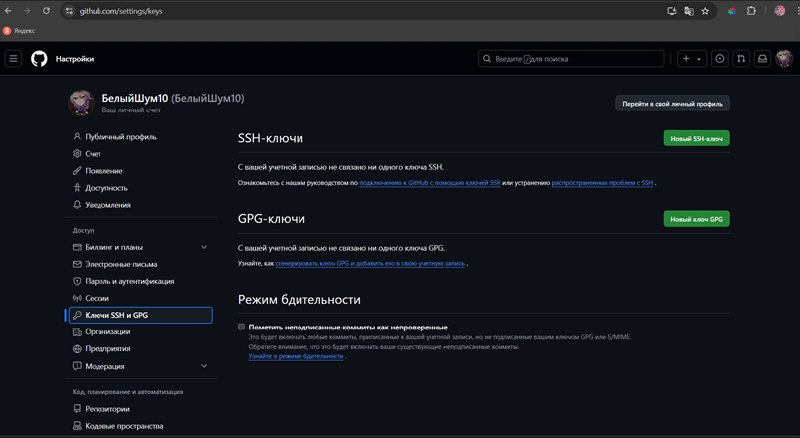 github.com/settings/keys
Яндекс
Настройки
Введите / для поиска
БелыйШум10 (БелыйШум10)
Ваш личный счет
Перейти в свой личный профиль
Публичный профиль
Счет
Появление
Доступность
Уведомления
Доступ
Биллинг и планы
Электронные письма
Пароль и аутентификация
Сессии
Ключи SSH и GPG
Организации
Предприятия
Модерация
Код, планирование и автоматизация
Репозитории
Кодовые пространства
SSH-ключи
Новый SSH-ключ
С вашей учетной записью не связано ни одного ключа SSH.
Ознакомьтесь с нашим руководством по подключению к GitHub с помощью ключей SSH или устранению распространенных проблем с SSH .
GPG-ключи
Новый ключ GPG
С вашей учетной записью не связано ни одного ключа GPG.
Узнайте, как сгенерировать ключ GPG и добавить его в свою учетную запись .
Режим бдительности
Пометить неподписанные коммиты как непроверенные
Это будет включать любые коммиты, приписанные к вашей учетной записи, но не подписанные вашим ключом GPG или S/MIME.
Обратите внимание, что это будет включать ваши существующие неподписанные коммиты.
Узнайте о режиме бдительности .